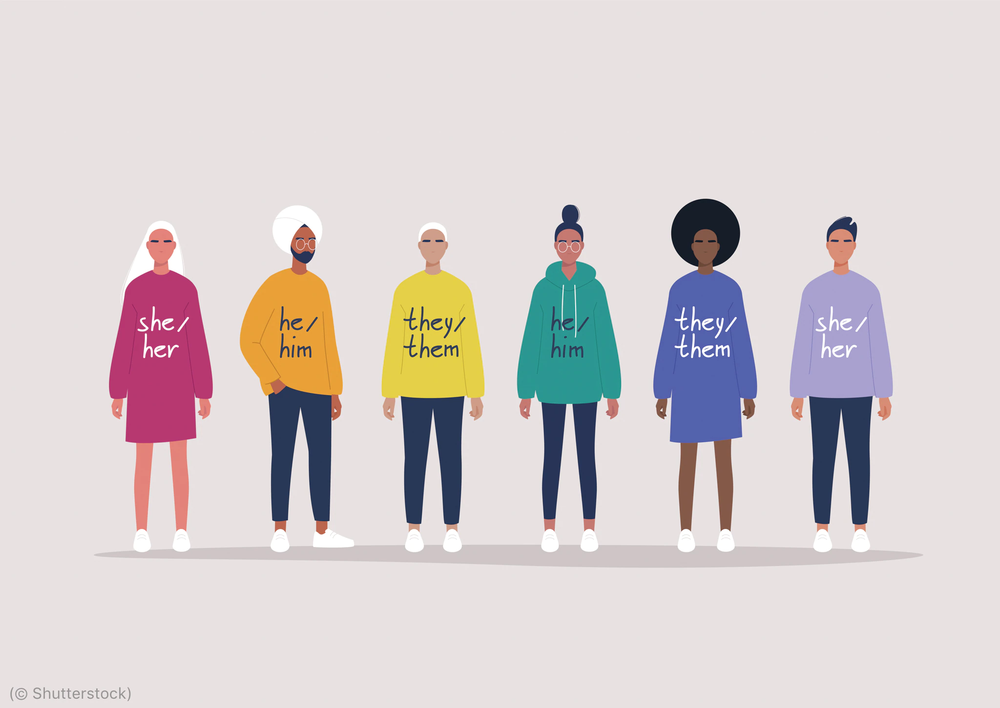 she/
her
he/
him
they/
them
he/
him
they/
them
she/
her
(© Shutterstock)